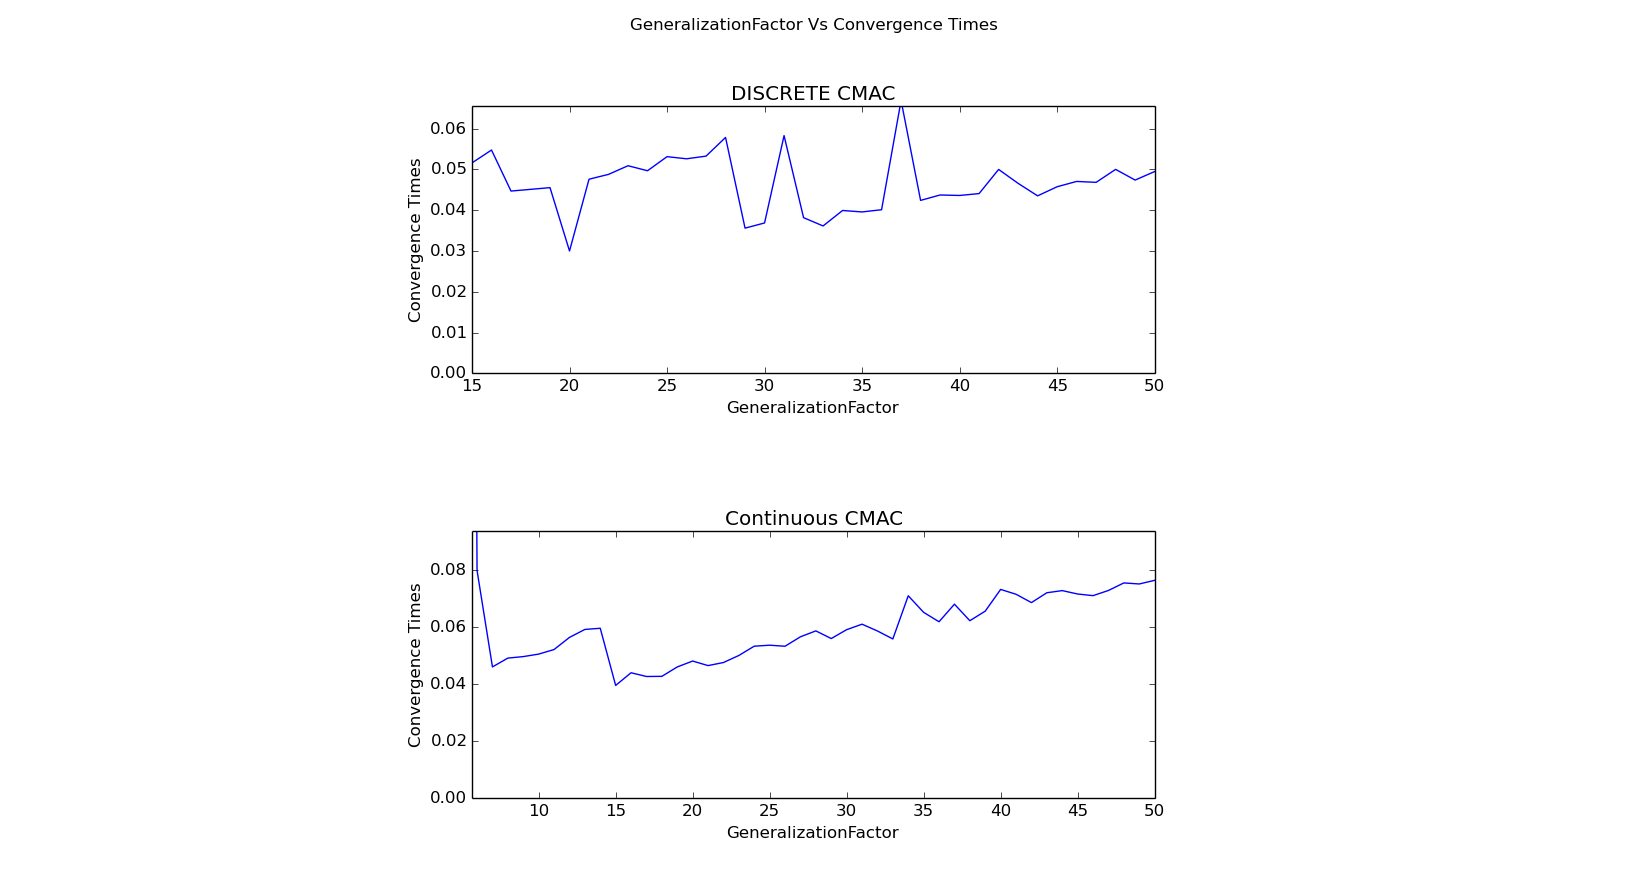 GeneralizationFactor Vs Convergence Times
DISCRETE CMAC
Convergence Times
0.06
0.05
0.04
0.03
0.02
0.01
0.00
15 20 25 30 35 40 45 50
GeneralizationFactor
Continuous CMAC
Convergence Times
0.08
0.06
0.04
0.02
0.00
10 15 20 25 30 35 40 45 50
GeneralizationFactor